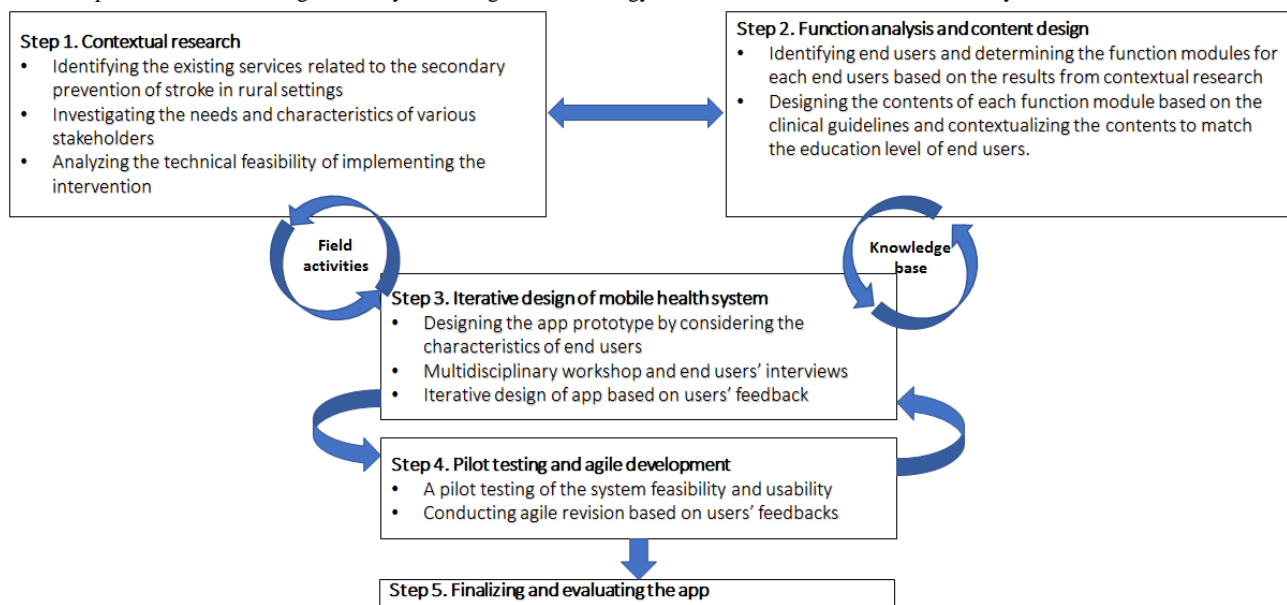 Step 1. Contextual research
• Identifying the existing services related to the secondary
prevention of stroke in rural settings
• Investigating the needs and characteristics of various
stakeholders
• Analyzing the technical feasibility of implementing the
intervention
Step 2. Function analysis and content design
• Identifying end users and determining the function modules for
each end users based on the results from contextual research
• Designing the contents of each function module based on the
clinical guidelines and contextualizing the contents to match
the education level of end users.
Field
activities
Knowledge
base
Step 3. Iterative design of mobile health system
• Designing the app prototype by considering the
characteristics of end users
• Multidisciplinary workshop and end users’ interviews
• Iterative design of app based on users’ feedback
Step 4. Pilot testing and agile development
• A pilot testing of the system feasibility and usability
• Conducting agile revision based on users’ feedbacks
Step 5. Finalizing and evaluating the app